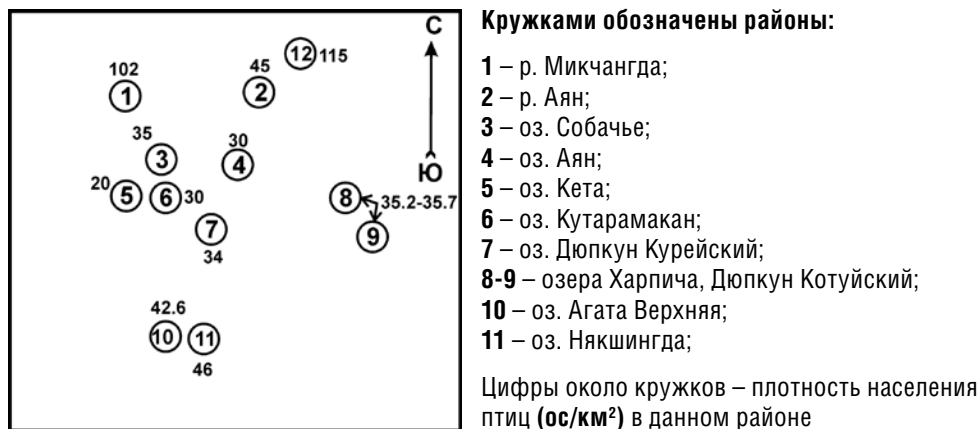 С
Ю
12 115
45
2
102
1
35
3
30
4
20
5
6 30
7
34
8
35.2-35.7
9
42.6
10
11
46
Кружками обозначены районы:
1 – р. Микчангда;
2 – р. Аян;
3 – оз. Собачье;
4 – оз. Аян;
5 – оз. Кета;
6 – оз. Кутарамакан;
7 – оз. Дюпкун Курейский;
8-9 – озера Харпича, Дюпкун Котуйский;
10 – оз. Агата Верхняя;
11 – оз. Някшингда;
Цифры около кружков – плотность населения
птиц (ос/км²) в данном районе